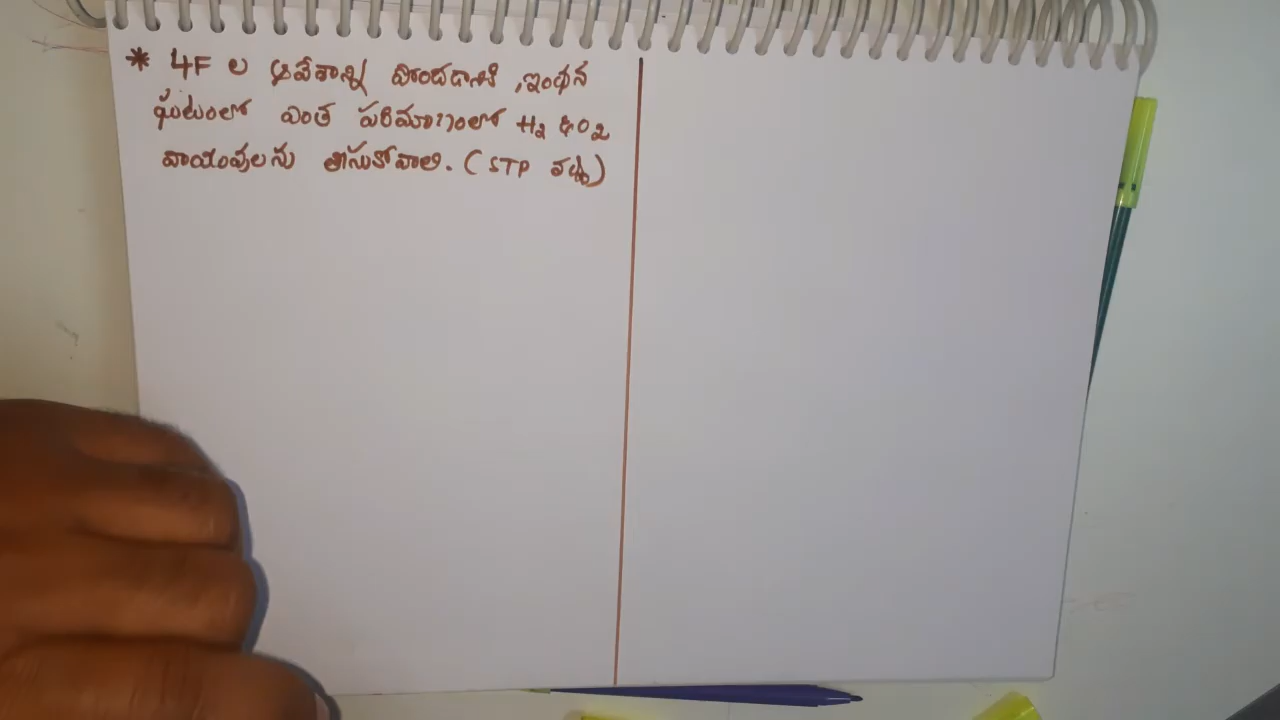 * 4F ల ఆవేశాన్ని పొందడానికి, ఇంధన
ఘటంలో ఎంత పరిమాణంలో H₂ & O₂
వాయువులను తీసుకోవాలి. (STP వద్ద)